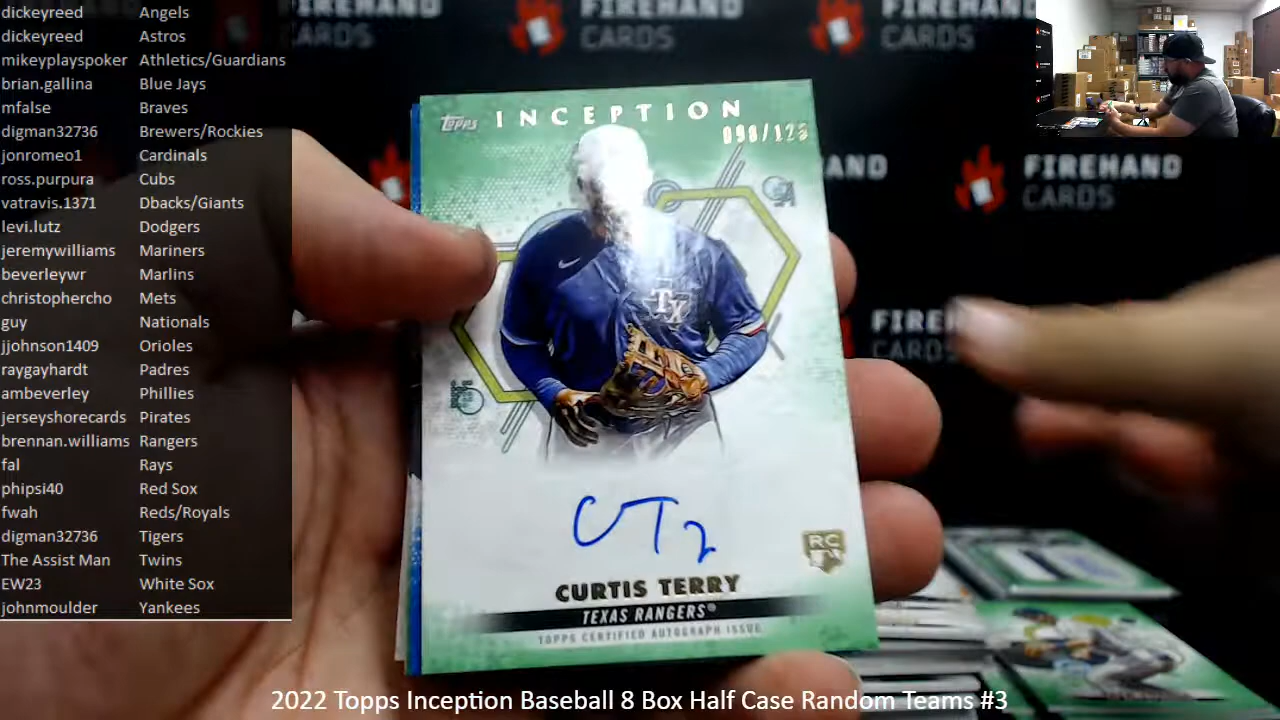 dickeyreed Angels
dickeyreed Astros
mikeyplayspoker Athletics/Guardians
brian.gallina Blue Jays
mfalse Braves
digman32736 Brewers/Rockies
jonromeo1 Cardinals
ross.purpura Cubs
vatravis.1371 Dbacks/Giants
levi.lutz Dodgers
jeremywilliams Mariners
beverleywr Marlins
christophercho Mets
guy Nationals
jjohnson1409 Orioles
raygayhardt Padres
ambeverley Phillies
jerseyshorecards Pirates
brennan.williams Rangers
fal Rays
phipsi40 Red Sox
fwah Reds/Royals
digman32736 Tigers
The Assist Man Twins
EW23 White Sox
johnmoulder Yankees
FIREHAND
CARDS
FIREHAND
CARDS
FIREHAND
CARDS
Topps INCEPTION
TX
CT2
RC
CURTIS TERRY
TEXAS RANGERS®
TOPPS CERTIFIED AUTOGRAPH ISSUE
2022 Topps Inception Baseball 8 Box Half Case Random Teams #3